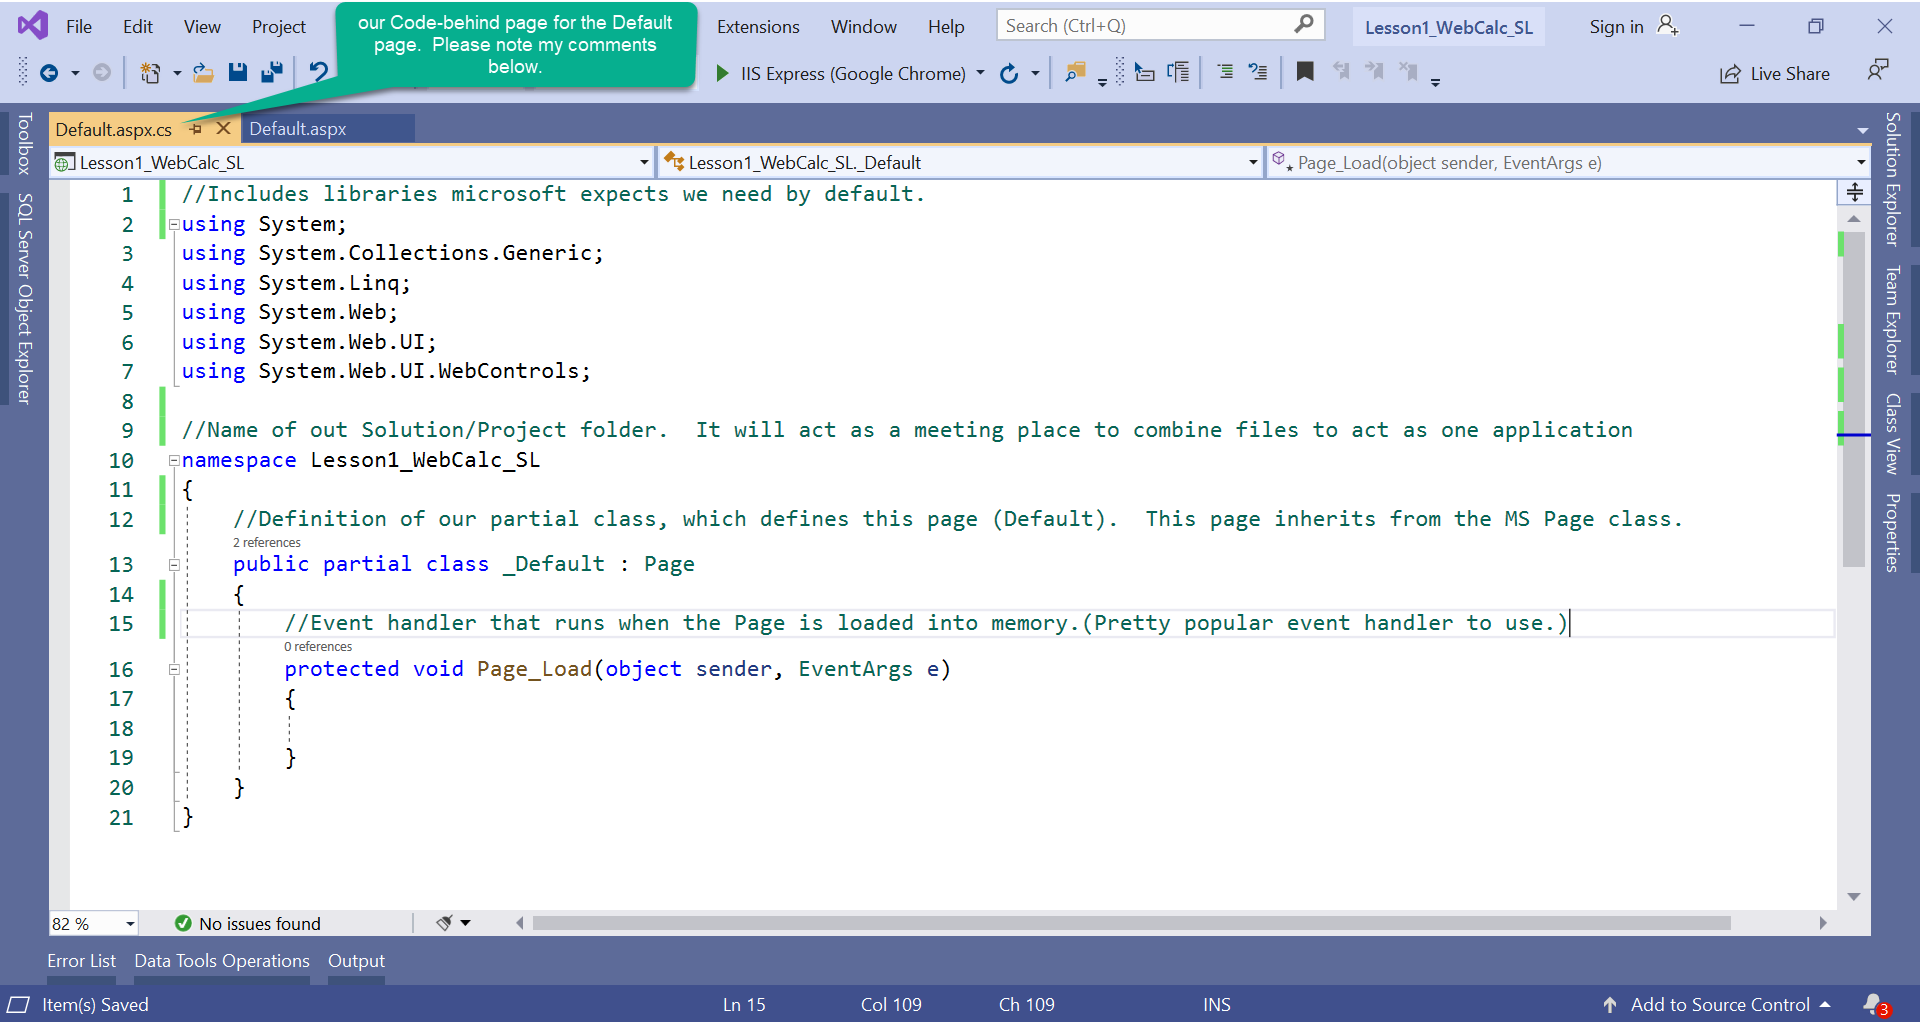 File Edit View Project Extensions Window Help Search (Ctrl+Q) Lesson1_WebCalc_SL Sign in
our Code-behind page for the Default
page.  Please note my comments
below.
IIS Express (Google Chrome) Live Share
Default.aspx.cs Default.aspx
Lesson1_WebCalc_SL Lesson1_WebCalc_SL._Default Page_Load(object sender, EventArgs e)
Toolbox
SQL Server Object Explorer
1 //Includes libraries microsoft expects we need by default.
2 using System;
3 using System.Collections.Generic;
4 using System.Linq;
5 using System.Web;
6 using System.Web.UI;
7 using System.Web.UI.WebControls;
8
9 //Name of out Solution/Project folder.  It will act as a meeting place to combine files to act as one application
10 namespace Lesson1_WebCalc_SL
11 {
12 //Definition of our partial class, which defines this page (Default).  This page inherits from the MS Page class.
2 references
13 public partial class _Default : Page
14 {
15 //Event handler that runs when the Page is loaded into memory.(Pretty popular event handler to use.)
0 references
16 protected void Page_Load(object sender, EventArgs e)
17 {
18
19 }
20 }
21 }
Solution Explorer
Team Explorer
Class View
Properties
82 % No issues found
Error List Data Tools Operations Output
Item(s) Saved Ln 15 Col 109 Ch 109 INS Add to Source Control 3